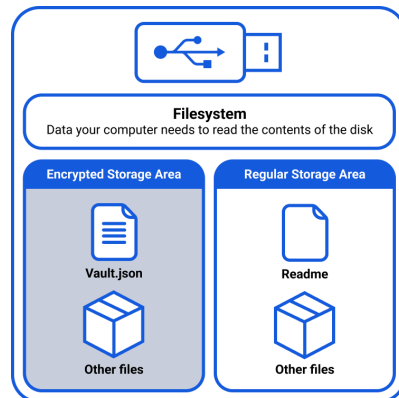 Filesystem
Data your computer needs to read the contents of the disk
Encrypted Storage Area
Regular Storage Area
Vault.json
Readme
Other files
Other files